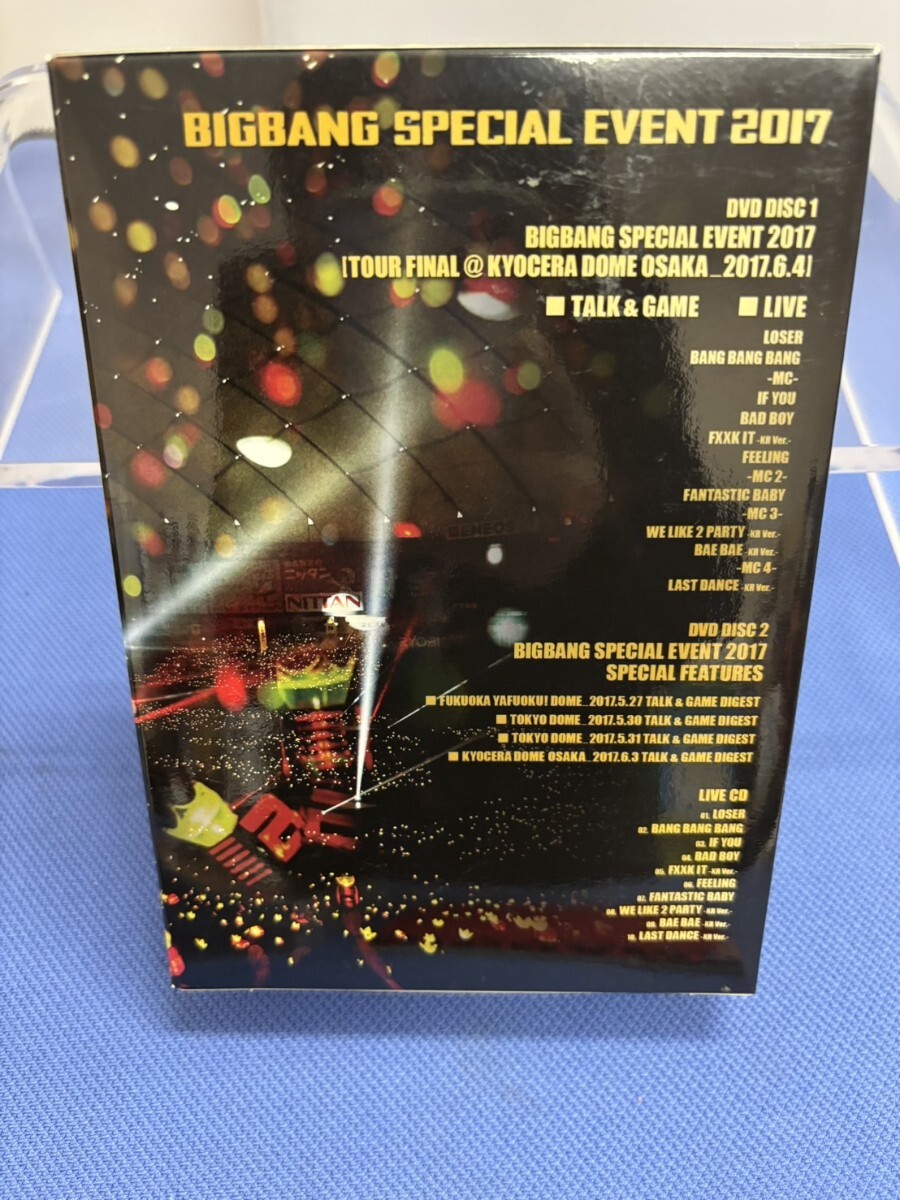 BIGBANG SPECIAL EVENT 2017
DVD DISC 1
BIGBANG SPECIAL EVENT 2017
[TOUR FINAL @ KYOCERA DOME OSAKA_2017.6.4]
■ TALK & GAME ■ LIVE
LOSER
BANG BANG BANG
-MC-
IF YOU
BAD BOY
FXXK IT -KR Ver.-
FEELING
-MC 2-
FANTASTIC BABY
-MC 3-
WE LIKE 2 PARTY -KR Ver.-
BAE BAE -KR Ver.-
-MC 4-
LAST DANCE -KR Ver.-
ENEOS
ニッタン
NITTAN
DVD DISC 2
BIGBANG SPECIAL EVENT 2017
SPECIAL FEATURES
■ FUKUOKA YAFUOKU! DOME_2017.5.27 TALK & GAME DIGEST
■ TOKYO DOME_2017.5.30 TALK & GAME DIGEST
■ TOKYO DOME_2017.5.31 TALK & GAME DIGEST
■ KYOCERA DOME OSAKA_2017.6.3 TALK & GAME DIGEST
LIVE CD
01. LOSER
02. BANG BANG BANG
03. IF YOU
04. BAD BOY
05. FXXK IT -KR Ver.-
06. FEELING
07. FANTASTIC BABY
08. WE LIKE 2 PARTY -KR Ver.-
09. BAE BAE -KR Ver.-
10. LAST DANCE -KR Ver.-